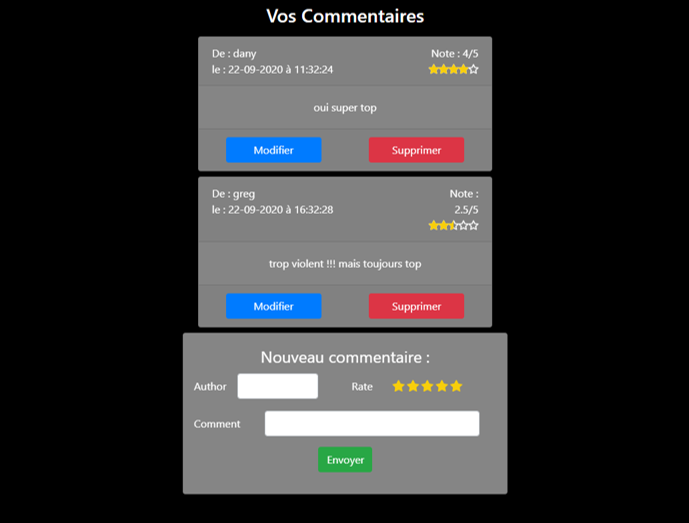 Vos Commentaires
De : dany
Note : 4/5
le : 22-09-2020 à 11:32:24
oui super top
Modifier
Supprimer
De : greg
Note :
le : 22-09-2020 à 16:32:28
2.5/5
trop violent !!! mais toujours top
Modifier
Supprimer
Nouveau commentaire :
Author
Rate
Comment
Envoyer